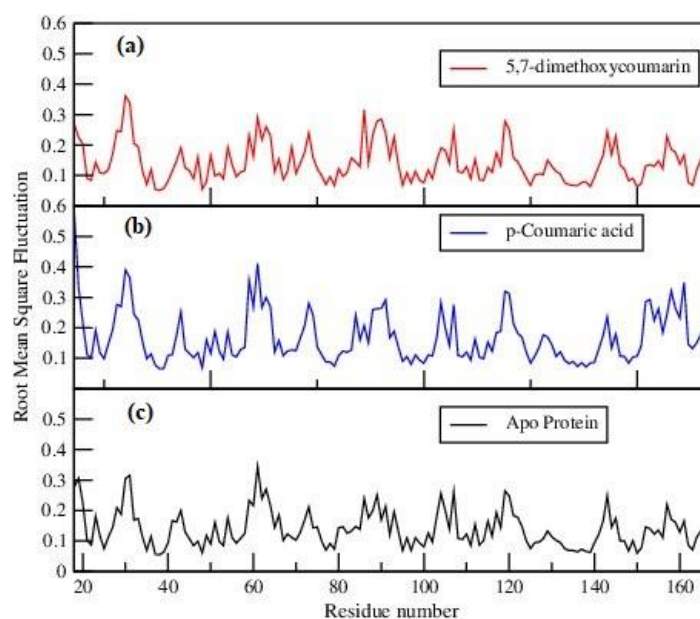 0.6
(a)
5,7-dimethoxycoumarin
0.5
0.4
0.3
0.2
0.1
0.6
(b)
p-Coumaric acid
0.5
0.4
0.3
0.2
0.1
(c)
Apo Protein
0.5
0.4
0.3
0.2
0.1
0
20 40 60 80 100 120 140 160
Residue number
Root Mean Square Fluctuation